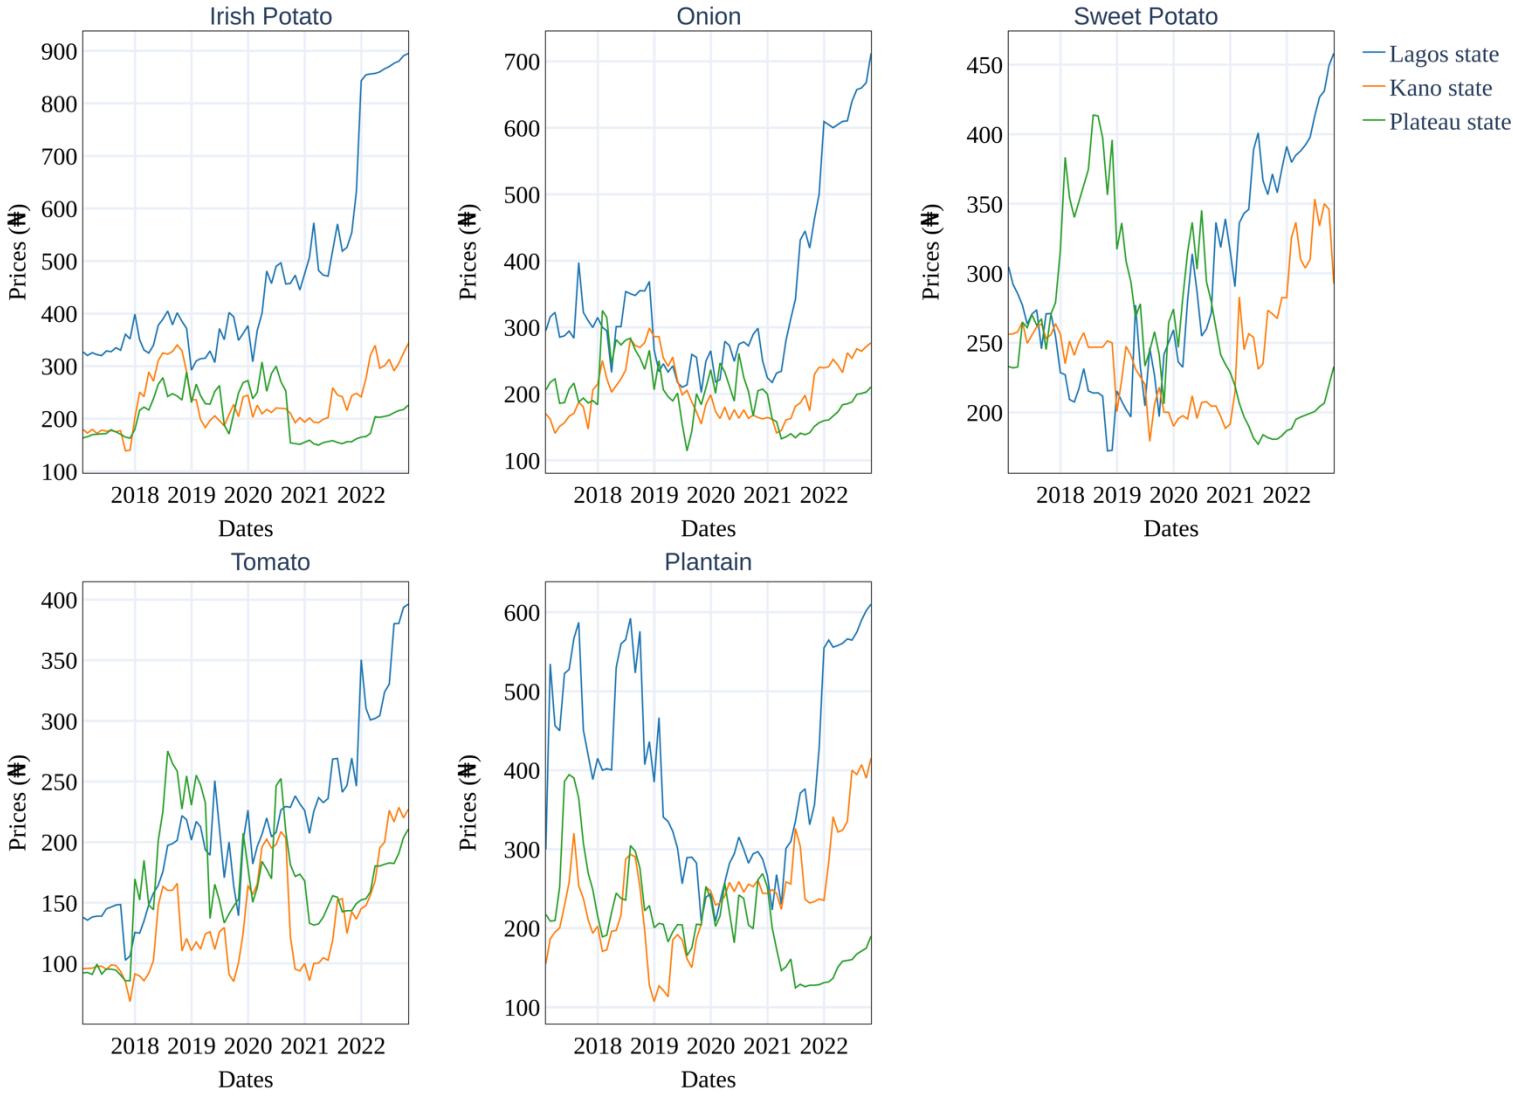 Irish Potato
Onion
Sweet Potato
900
800
700
600
500
400
300
200
100
Prices (₦)
2018 2019 2020 2021 2022
Dates
700
600
500
400
300
200
100
Prices (₦)
2018 2019 2020 2021 2022
Dates
450
400
350
300
250
200
Prices (₦)
2018 2019 2020 2021 2022
Dates
Lagos state
Kano state
Plateau state
Tomato
Plantain
400
350
300
250
200
150
100
Prices (₦)
2018 2019 2020 2021 2022
Dates
600
500
400
300
200
100
Prices (₦)
2018 2019 2020 2021 2022
Dates